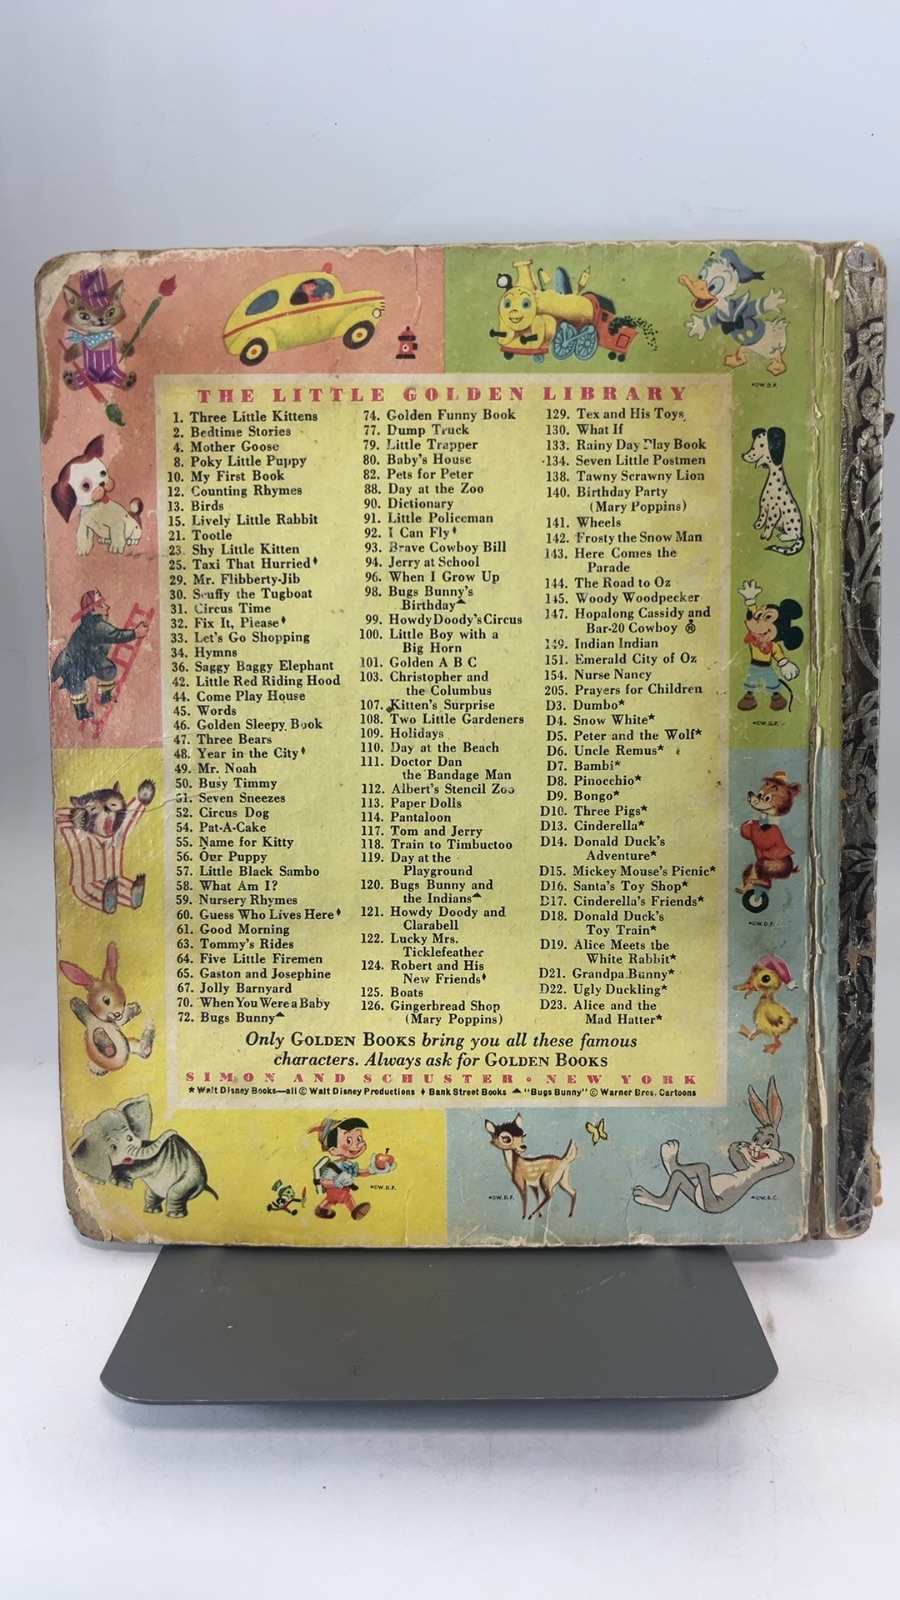 THE LITTLE GOLDEN LIBRARY
1. Three Little Kittens
2. Bedtime Stories
4. Mother Goose
8. Poky Little Puppy
10. My First Book
12. Counting Rhymes
13. Birds
15. Lively Little Rabbit
21. Tootle
23. Shy Little Kitten
25. Taxi That Hurried♦
29. Mr. Flibberty-Jib
30. Scuffy the Tugboat
31. Circus Time
32. Fix It, Please♦
33. Let's Go Shopping
34. Hymns
36. Saggy Baggy Elephant
42. Little Red Riding Hood
44. Come Play House
45. Words
46. Golden Sleepy Book
47. Three Bears
48. Year in the City♦
49. Mr. Noah
50. Busy Timmy
51. Seven Sneezes
52. Circus Dog
54. Pat-A-Cake
55. Name for Kitty
56. Our Puppy
57. Little Black Sambo
58. What Am I?
59. Nursery Rhymes
60. Guess Who Lives Here♦
61. Good Morning
63. Tommy's Rides
64. Five Little Firemen
65. Gaston and Josephine
67. Jolly Barnyard
70. When You Were a Baby
72. Bugs Bunny▲
74. Golden Funny Book
77. Dump Truck
79. Little Trapper
80. Baby's House
82. Pets for Peter
88. Day at the Zoo
90. Dictionary
91. Little Policeman
92. I Can Fly♦
93. Brave Cowboy Bill
94. Jerry at School
96. When I Grow Up
98. Bugs Bunny's
Birthday▲
99. Howdy Doody's Circus
100. Little Boy with a
Big Horn
101. Golden A B C
103. Christopher and
the Columbus
107. Kitten's Surprise
108. Two Little Gardeners
109. Holidays
110. Day at the Beach
111. Doctor Dan
the Bandage Man
112. Albert's Stencil Zoo
113. Paper Dolls
114. Pantaloon
117. Tom and Jerry
118. Train to Timbuctoo
119. Day at the
Playground
120. Bugs Bunny and
the Indians▲
121. Howdy Doody and
Clarabell
122. Lucky Mrs.
Ticklefeather
124. Robert and His
New Friends♦
125. Boats
126. Gingerbread Shop
(Mary Poppins)
129. Tex and His Toys
130. What If
133. Rainy Day Play Book
134. Seven Little Postmen
138. Tawny Scrawny Lion
140. Birthday Party
(Mary Poppins)
141. Wheels
142. Frosty the Snow Man
143. Here Comes the
Parade
144. The Road to Oz
145. Woody Woodpecker
147. Hopalong Cassidy and
Bar-20 Cowboy ®
149. Indian Indian
151. Emerald City of Oz
154. Nurse Nancy
205. Prayers for Children
D3. Dumbo*
D4. Snow White*
D5. Peter and the Wolf*
D6. Uncle Remus*
D7. Bambi*
D8. Pinocchio*
D9. Bongo*
D10. Three Pigs*
D13. Cinderella*
D14. Donald Duck's
Adventure*
D15. Mickey Mouse's Picnic*
D16. Santa's Toy Shop*
D17. Cinderella's Friends*
D18. Donald Duck's
Toy Train*
D19. Alice Meets the
White Rabbit*
D21. Grandpa Bunny*
D22. Ugly Duckling*
D23. Alice and the
Mad Hatter*
Only GOLDEN BOOKS bring you all these famous
characters. Always ask for GOLDEN BOOKS
SIMON AND SCHUSTER • NEW YORK
★ Walt Disney Books—all © Walt Disney Productions ♦ Bank Street Books ▲ "Bugs Bunny" © Warner Bros. Cartoons
*©W.D.P.
*©W.D.P.
*©W.D.P.
*©W.D.P.
*©W.D.P.
▲©W.B.C.